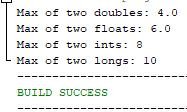 Max of two doubles: 4.0
Max of two floats: 6.0
Max of two ints: 8
Max of two longs: 10
------------------------
BUILD SUCCESS
------------------------